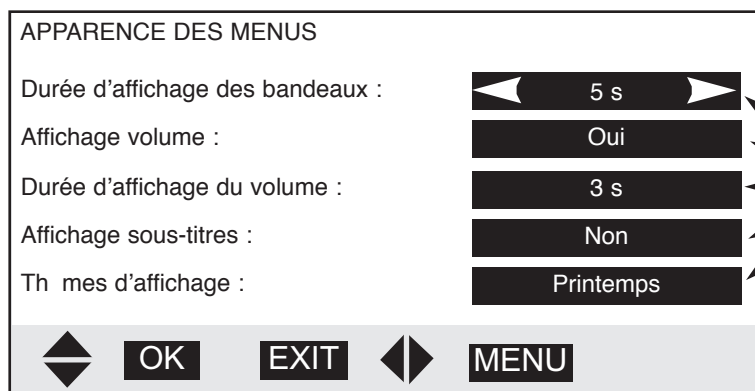 APPARENCE DES MENUS
Durée d’affichage des bandeaux : 5 s
Affichage volume : Oui
Durée d’affichage du volume : 3 s
Affichage sous-titres : Non
Th mes d’affichage : Printemps
OK EXIT MENU